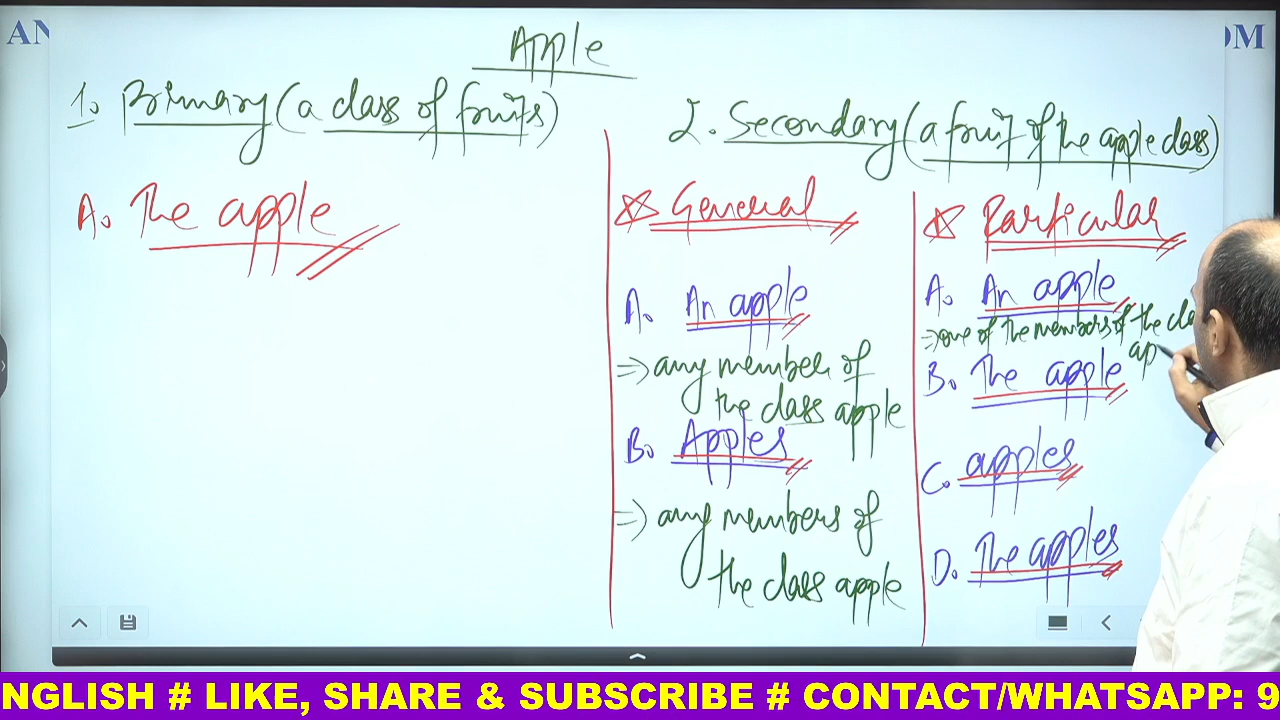 AN
OM
Apple
1. Primary (a class of fruits)
A. The apple
2. Secondary (a fruit of the apple class)
☆ General
A. An apple
=> any member of
the class apple
B. Apples
=> any members of
the class apple
☆ Particular
A. An apple
=> one of the members of the cla
ap
B. The apple
C. apples
D. The apples
NGLISH # LIKE, SHARE & SUBSCRIBE # CONTACT/WHATSAPP: 9